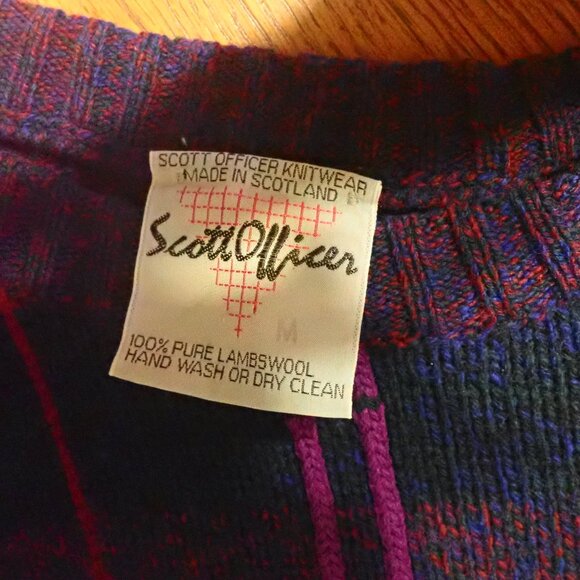 SCOTT OFFICER KNITWEAR
MADE IN SCOTLAND
Scott Officer
M
100% PURE LAMBSWOOL
HAND WASH OR DRY CLEAN